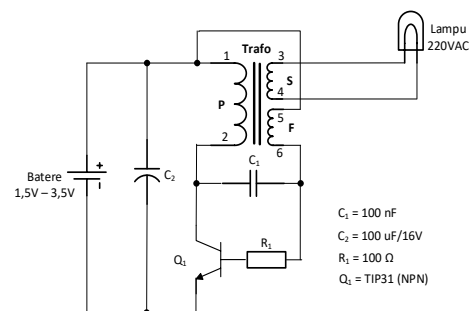 Trafo
Lampu
220VAC
1
3
S
4
P
5
F
2
6
C1
+
Batere
1,5V – 3,5V
C2
C1 = 100 nF
C2 = 100 uF/16V
R1 = 100 Ω
Q1 = TIP31 (NPN)
R1
Q1